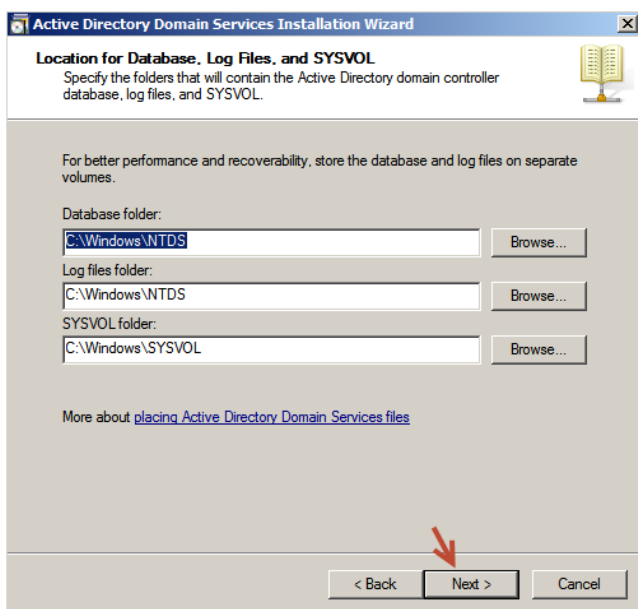 Active Directory Domain Services Installation Wizard
Location for Database, Log Files, and SYSVOL
Specify the folders that will contain the Active Directory domain controller
database, log files, and SYSVOL.
For better performance and recoverability, store the database and log files on separate
volumes.
Database folder:
C:\Windows\NTDS
Browse...
Log files folder:
C:\Windows\NTDS
Browse...
SYSVOL folder:
C:\Windows\SYSVOL
Browse...
More about placing Active Directory Domain Services files
< Back
Next >
Cancel